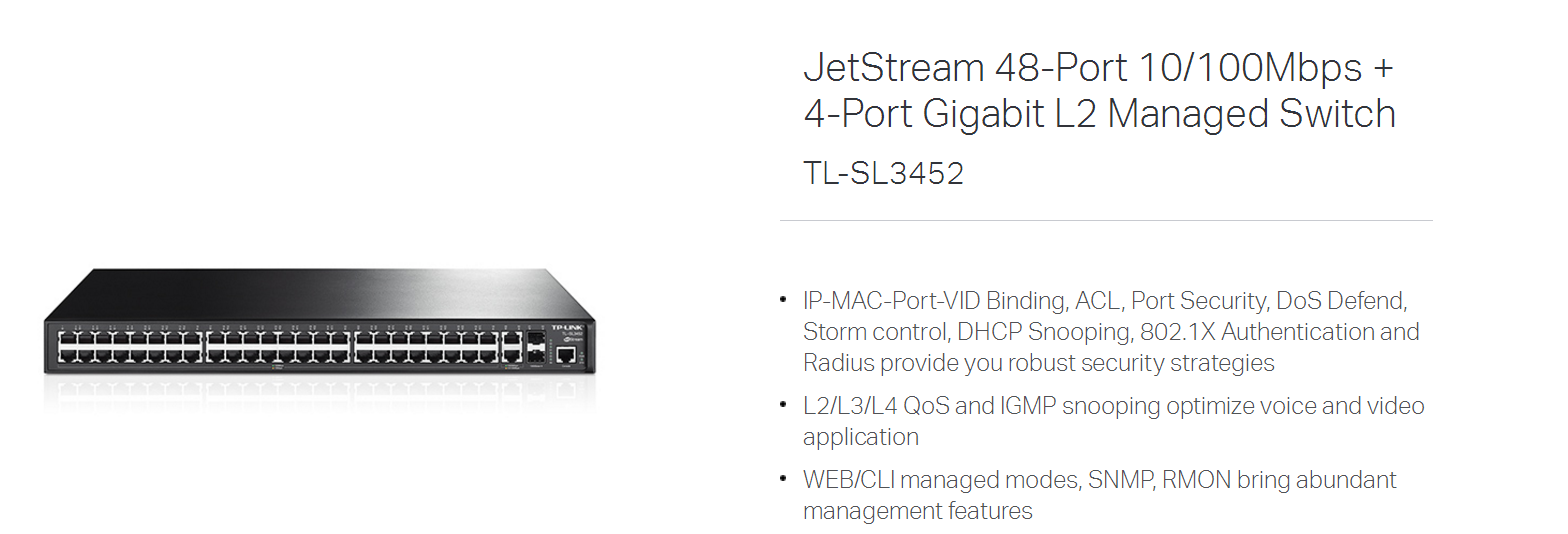 JetStream 48-Port 10/100Mbps +
4-Port Gigabit L2 Managed Switch
TL-SL3452
IP-MAC-Port-VID Binding, ACL, Port Security, DoS Defend,
Storm control, DHCP Snooping, 802.1X Authentication and
Radius provide you robust security strategies
L2/L3/L4 QoS and IGMP snooping optimize voice and video
application
WEB/CLI managed modes, SNMP, RMON bring abundant
management features
TP-LINK
TL-SL3452